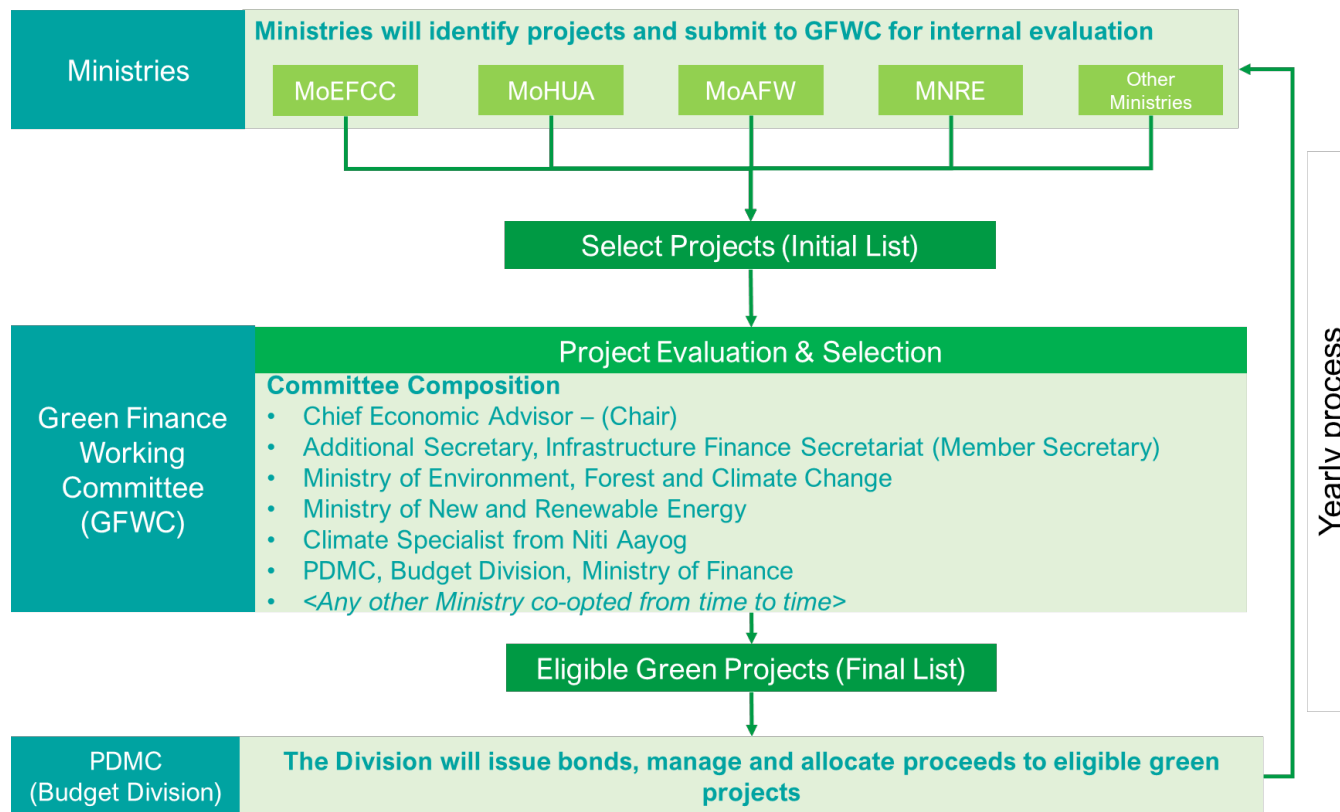 Ministries
Ministries will identify projects and submit to GFWC for internal evaluation
MoEFCC
MoHUA
MoAFW
MNRE
Other
Ministries
Select Projects (Initial List)
Green Finance
Working
Committee
(GFWC)
Project Evaluation & Selection
Committee Composition
• Chief Economic Advisor – (Chair)
• Additional Secretary, Infrastructure Finance Secretariat (Member Secretary)
• Ministry of Environment, Forest and Climate Change
• Ministry of New and Renewable Energy
• Climate Specialist from Niti Aayog
• PDMC, Budget Division, Ministry of Finance
• <Any other Ministry co-opted from time to time>
Eligible Green Projects (Final List)
PDMC
(Budget Division)
The Division will issue bonds, manage and allocate proceeds to eligible green
projects
Yearly process